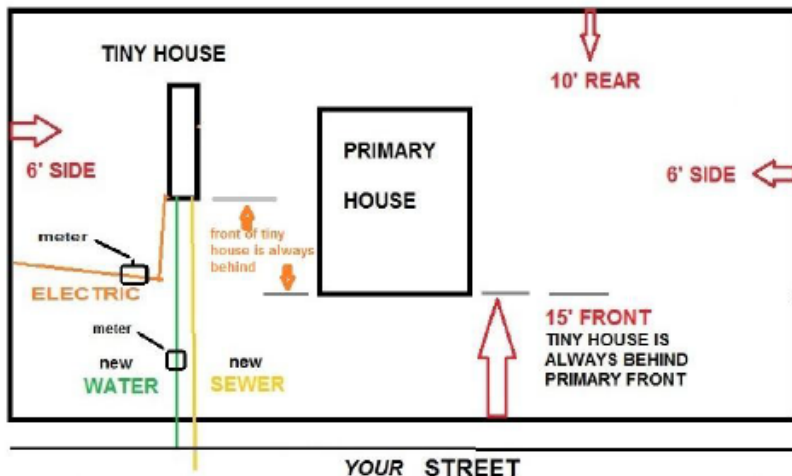 TINY HOUSE
10' REAR
6' SIDE
PRIMARY
HOUSE
6' SIDE
meter
front of tiny
house is always
behind
ELECTRIC
meter
new
WATER
new
SEWER
15' FRONT
TINY HOUSE IS
ALWAYS BEHIND
PRIMARY FRONT
YOUR STREET